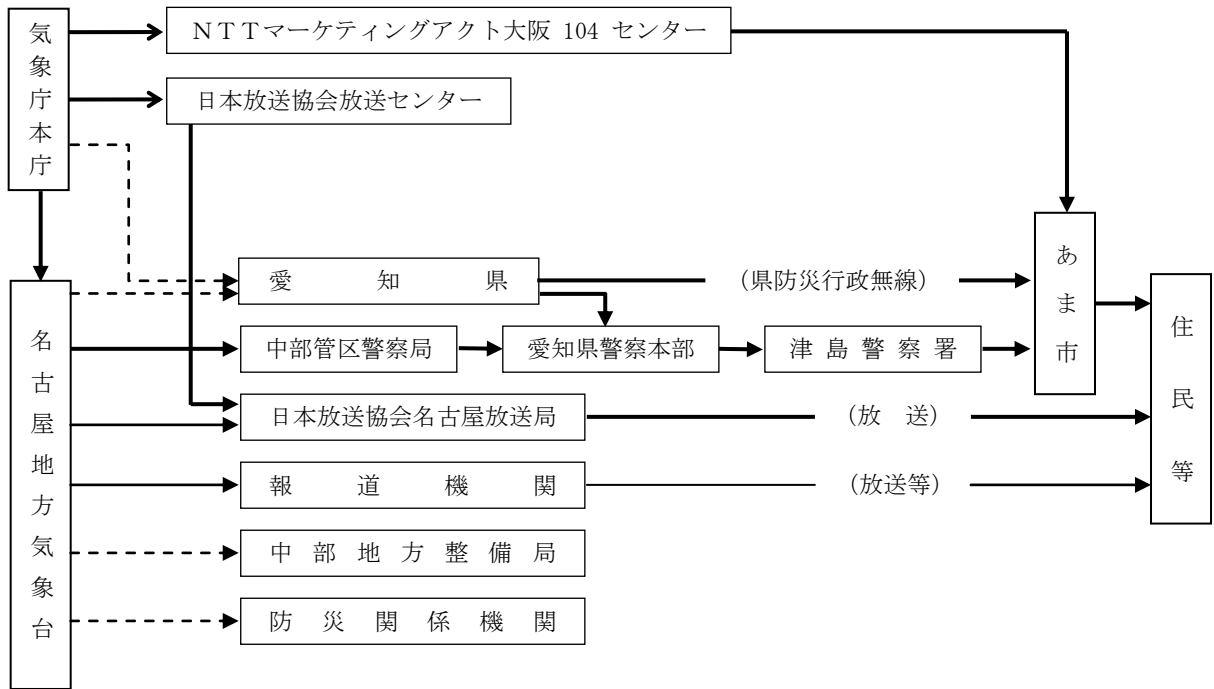 気象庁本庁
NTTマーケティングアクト大阪 104 センター
日本放送協会放送センター
名古屋地方気象台
愛知県
(県防災行政無線)
あま市
住民等
中部管区警察局
愛知県警察本部
津島警察署
日本放送協会名古屋放送局
(放 送)
報道機関
(放送等)
中部地方整備局
防災関係機関